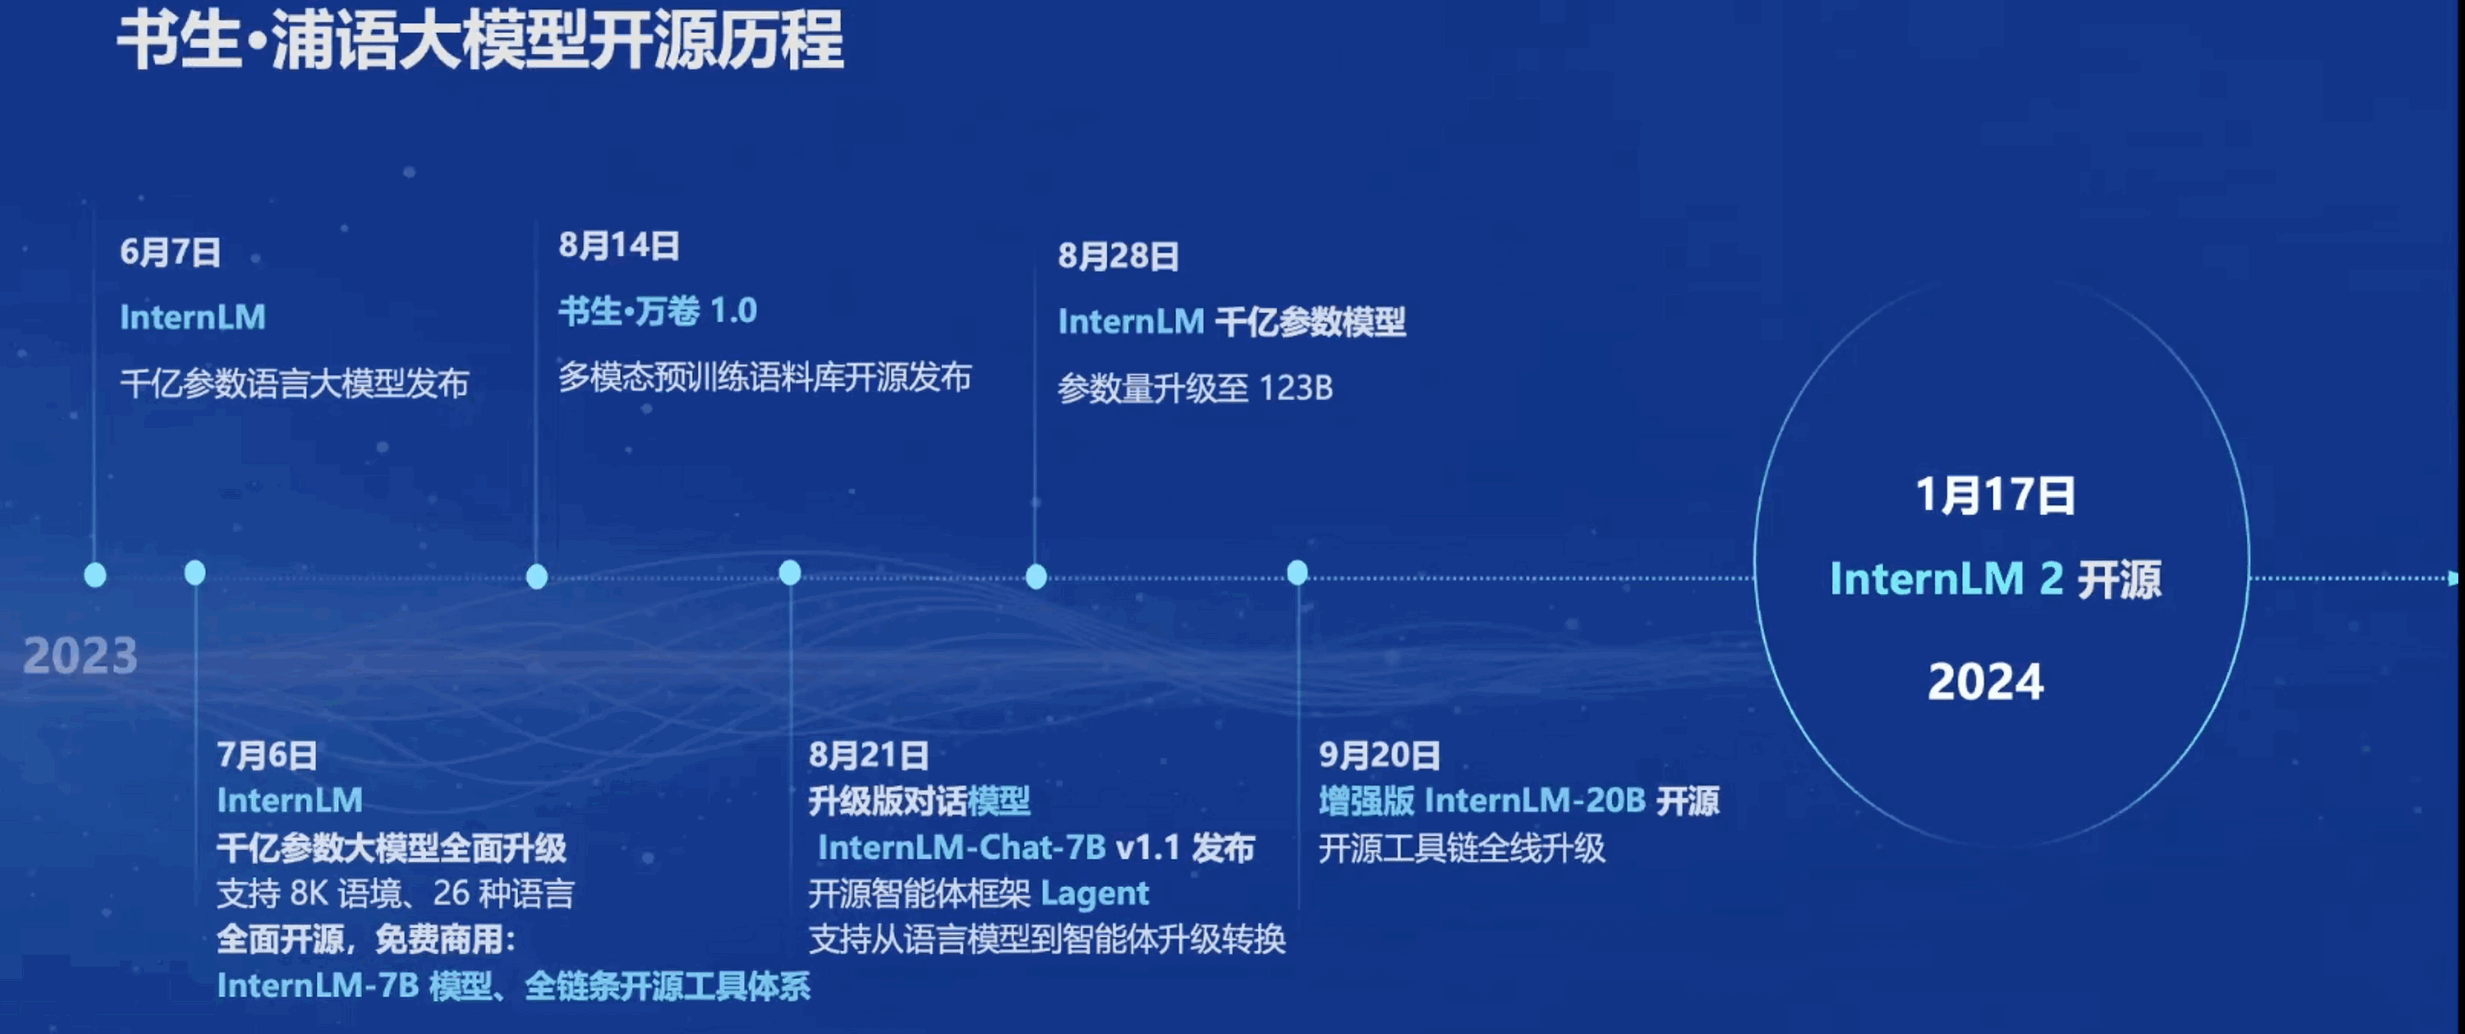 书生•浦语大模型开源历程
6月7日
InternLM
千亿参数语言大模型发布
8月14日
书生•万卷 1.0
多模态预训练语料库开源发布
8月28日
InternLM 千亿参数模型
参数量升级至 123B
1月17日
InternLM 2 开源
2024
2023
7月6日
InternLM
千亿参数大模型全面升级
支持 8K 语境、26 种语言
全面开源，免费商用：
InternLM-7B 模型、全链条开源工具体系
8月21日
升级版对话模型
InternLM-Chat-7B v1.1 发布
开源智能体框架 Lagent
支持从语言模型到智能体升级转换
9月20日
增强版 InternLM-20B 开源
开源工具链全线升级